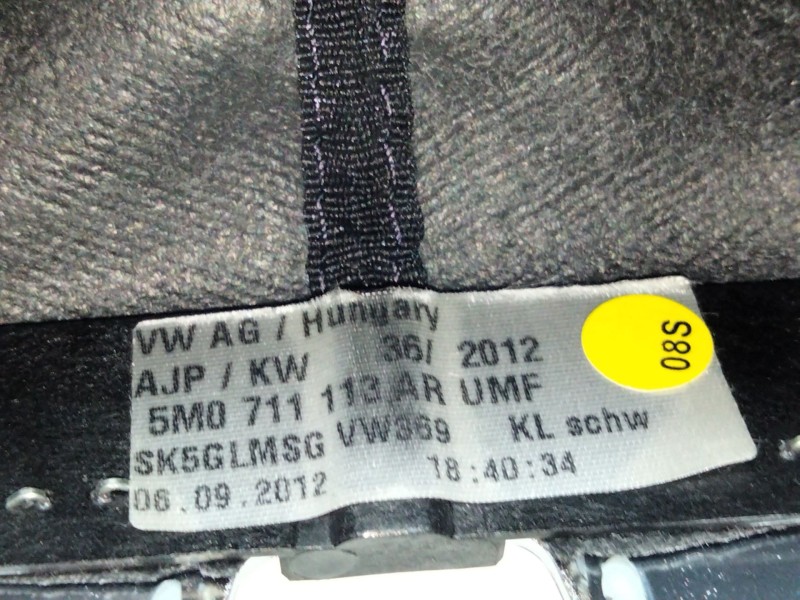 VW AG / Hungary
AJP / KW 36/ 2012
5M0 711 113 AR UMF
SK5GLMSG VW369 KL schw
06.09.2012 18:40:34
08S